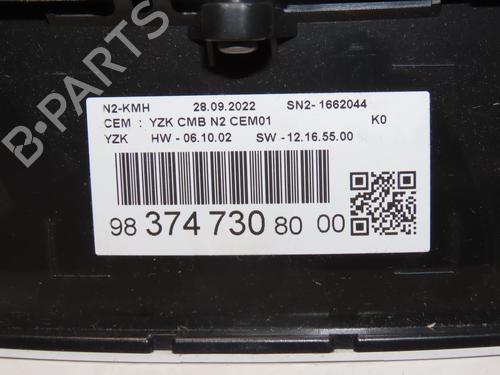 N2-KMH 28.09.2022 SN2- 1662044
CEM : YZK CMB N2 CEM01 K0
YZK HW - 06.10.02 SW - 12.16.55.00
98 374 730 80 00
B-PARTS